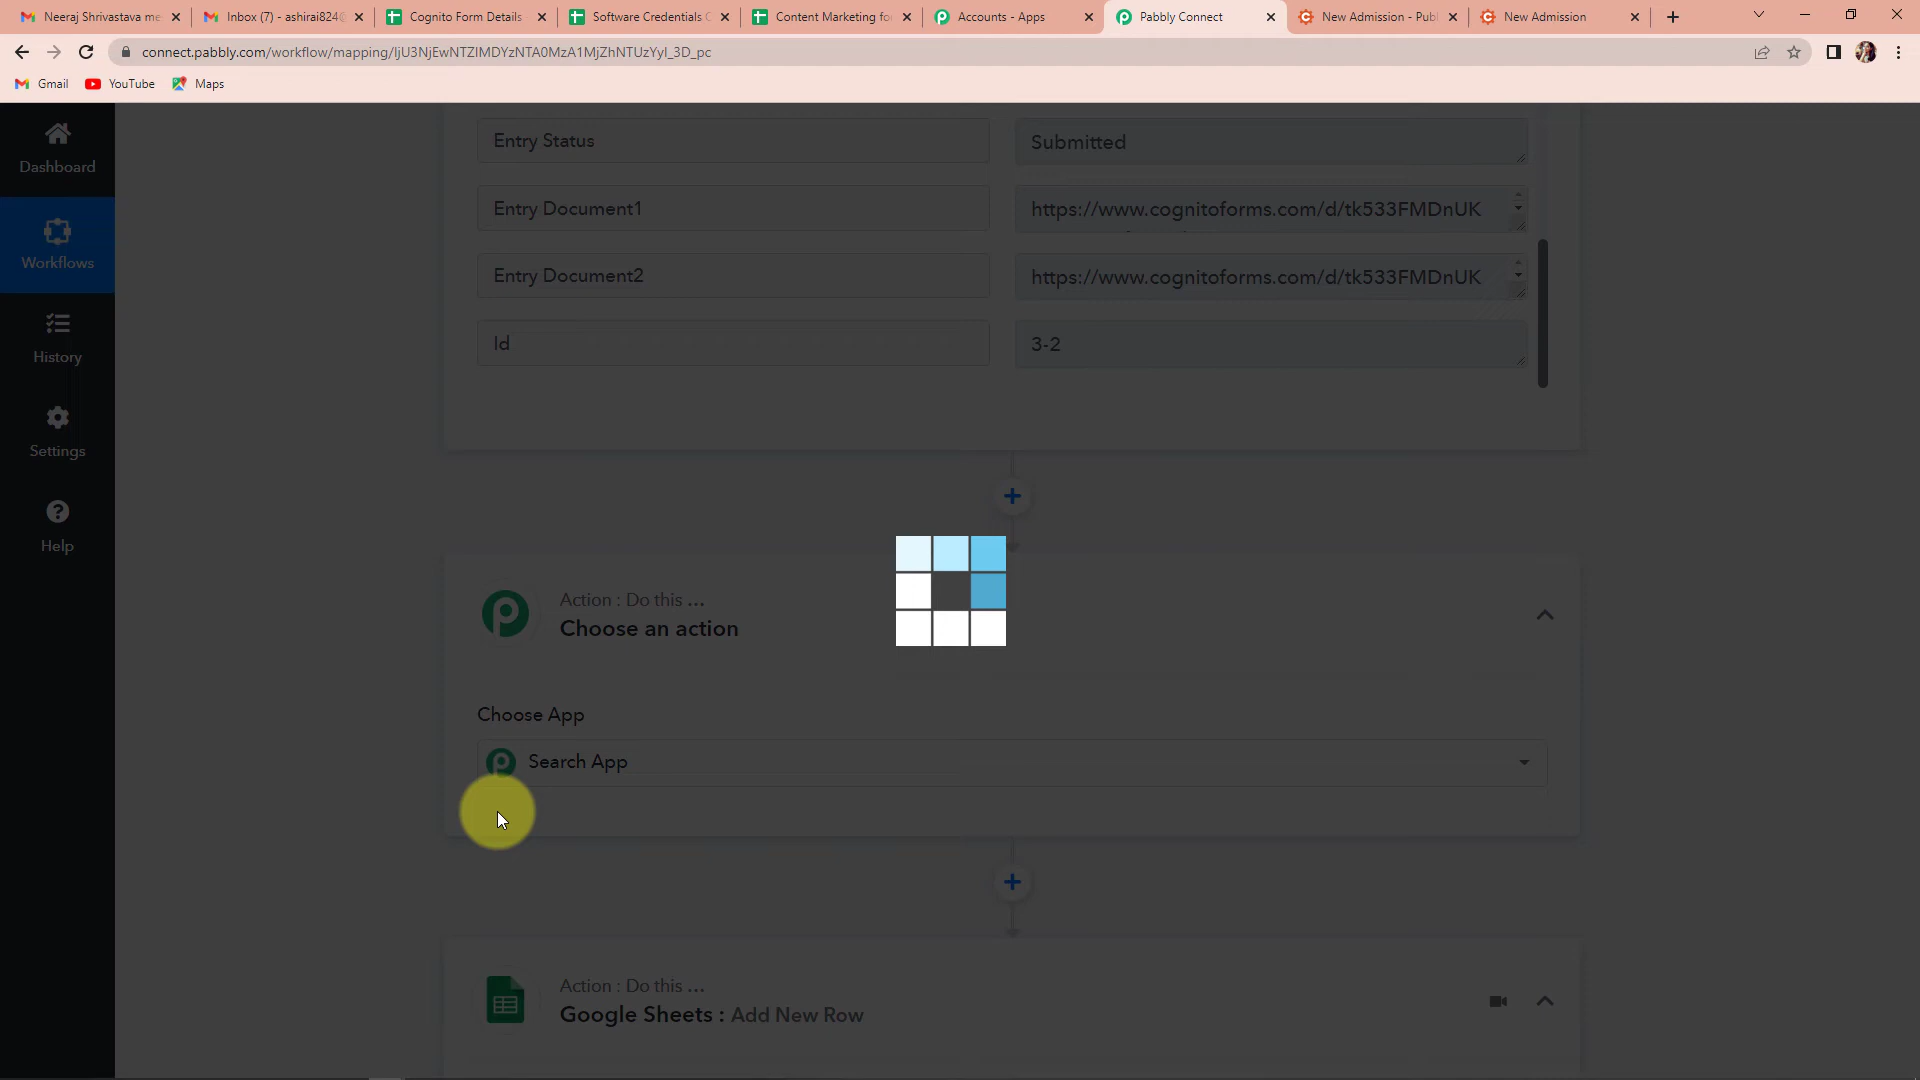 Neeraj Shrivastava me
Inbox (7) - ashirai824@
Cognito Form Details
Software Credentials C
Content Marketing fo
Accounts - Apps
Pabbly Connect
New Admission - Pub
New Admission
connect.pabbly.com/workflow/mapping/IjU3NjEwNTZlMDYzNTA0MzA1MjZhNTUzYyI_3D_pc
Gmail
YouTube
Maps
Dashboard
Workflows
History
Settings
Help
Entry Status
Submitted
Entry Document1
https://www.cognitoforms.com/d/tk533FMDnUK
Entry Document2
https://www.cognitoforms.com/d/tk533FMDnUK
Id
3-2
Action : Do this ...
Choose an action
Choose App
Search App
Action : Do this ...
Google Sheets : Add New Row